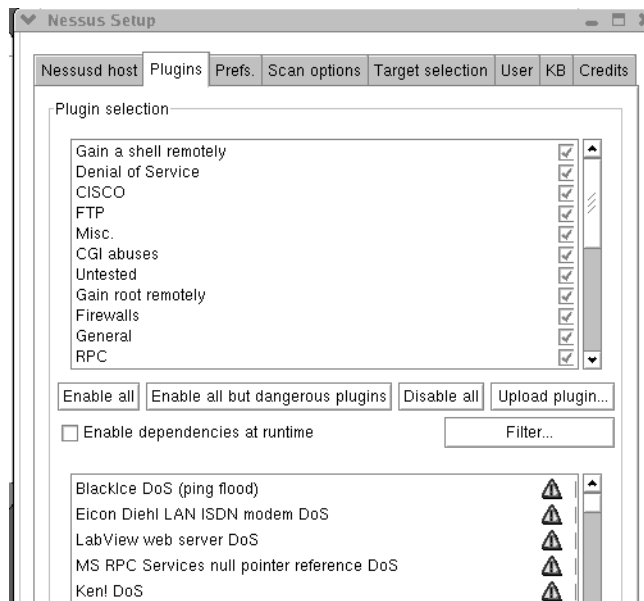 Nessus Setup
Nessusd host Plugins Prefs. Scan options Target selection User KB Credits
Plugin selection
Gain a shell remotely
Denial of Service
CISCO
FTP
Misc.
CGI abuses
Untested
Gain root remotely
Firewalls
General
RPC
Enable all Enable all but dangerous plugins Disable all Upload plugin...
Enable dependencies at runtime Filter...
BlackIce DoS (ping flood)
Eicon Diehl LAN ISDN modem DoS
LabView web server DoS
MS RPC Services null pointer reference DoS
Ken! DoS